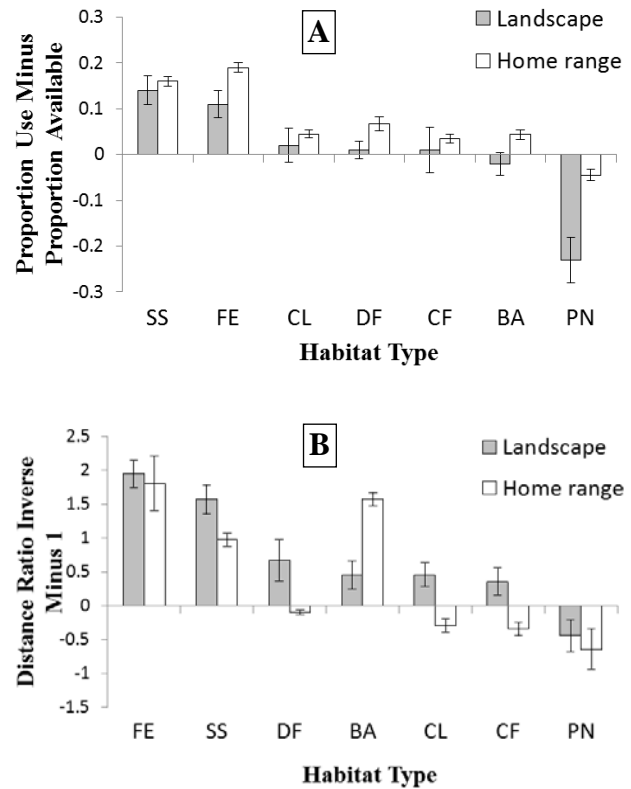 A
Landscape
Home range
Proportion Use Minus
Proportion Available
0.3
0.2
0.1
0
-0.1
-0.2
-0.3
SS FE CL DF CF BA PN
Habitat Type
B
Landscape
Home range
Distance Ratio Inverse
Minus 1
2.5
2
1.5
1
0.5
0
-0.5
-1
-1.5
FE SS DF BA CL CF PN
Habitat Type